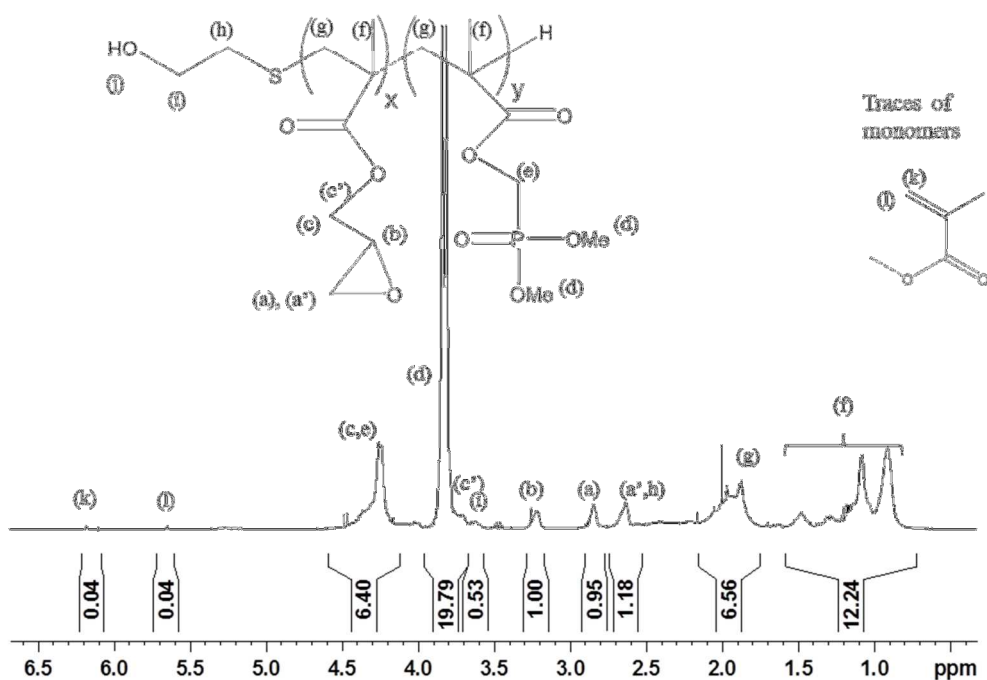 (h) (g) (f) (g) (f)
HO S H
(j) (i) x y
Traces of
monomers
O O O O
(e)
(c') (k)
(l)
(c) (b) O P OMe (d)
O
(a), (a') O OMe (d) O
(d)
(f)
(c,e)
(g)
(k) (l) (c') (i) (b) (a) (a',h)
0.04 0.04 6.40 19.79 0.53 1.00 0.95 1.18 6.56 12.24
6.5 6.0 5.5 5.0 4.5 4.0 3.5 3.0 2.5 2.0 1.5 1.0 ppm